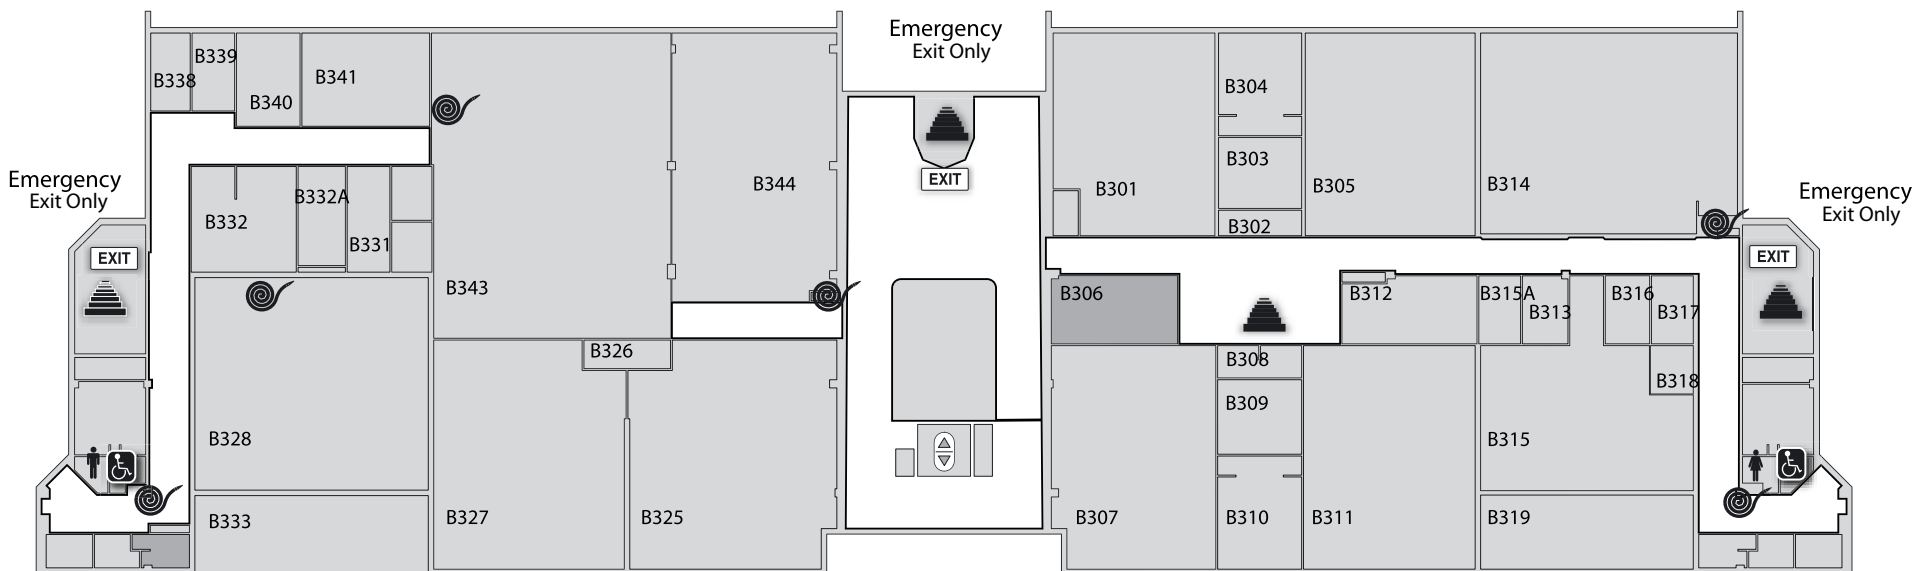 Emergency
Exit Only
B338
B339
B340
B341
B304
B303
B302
B301
B305
B314
B344
EXIT
Emergency
Exit Only
EXIT
B332
B332A
B331
B343
Emergency
Exit Only
EXIT
B306
B312
B315A
B313
B316
B317
B318
B326
B308
B309
B328
B315
B333
B327
B325
B307
B310
B311
B319